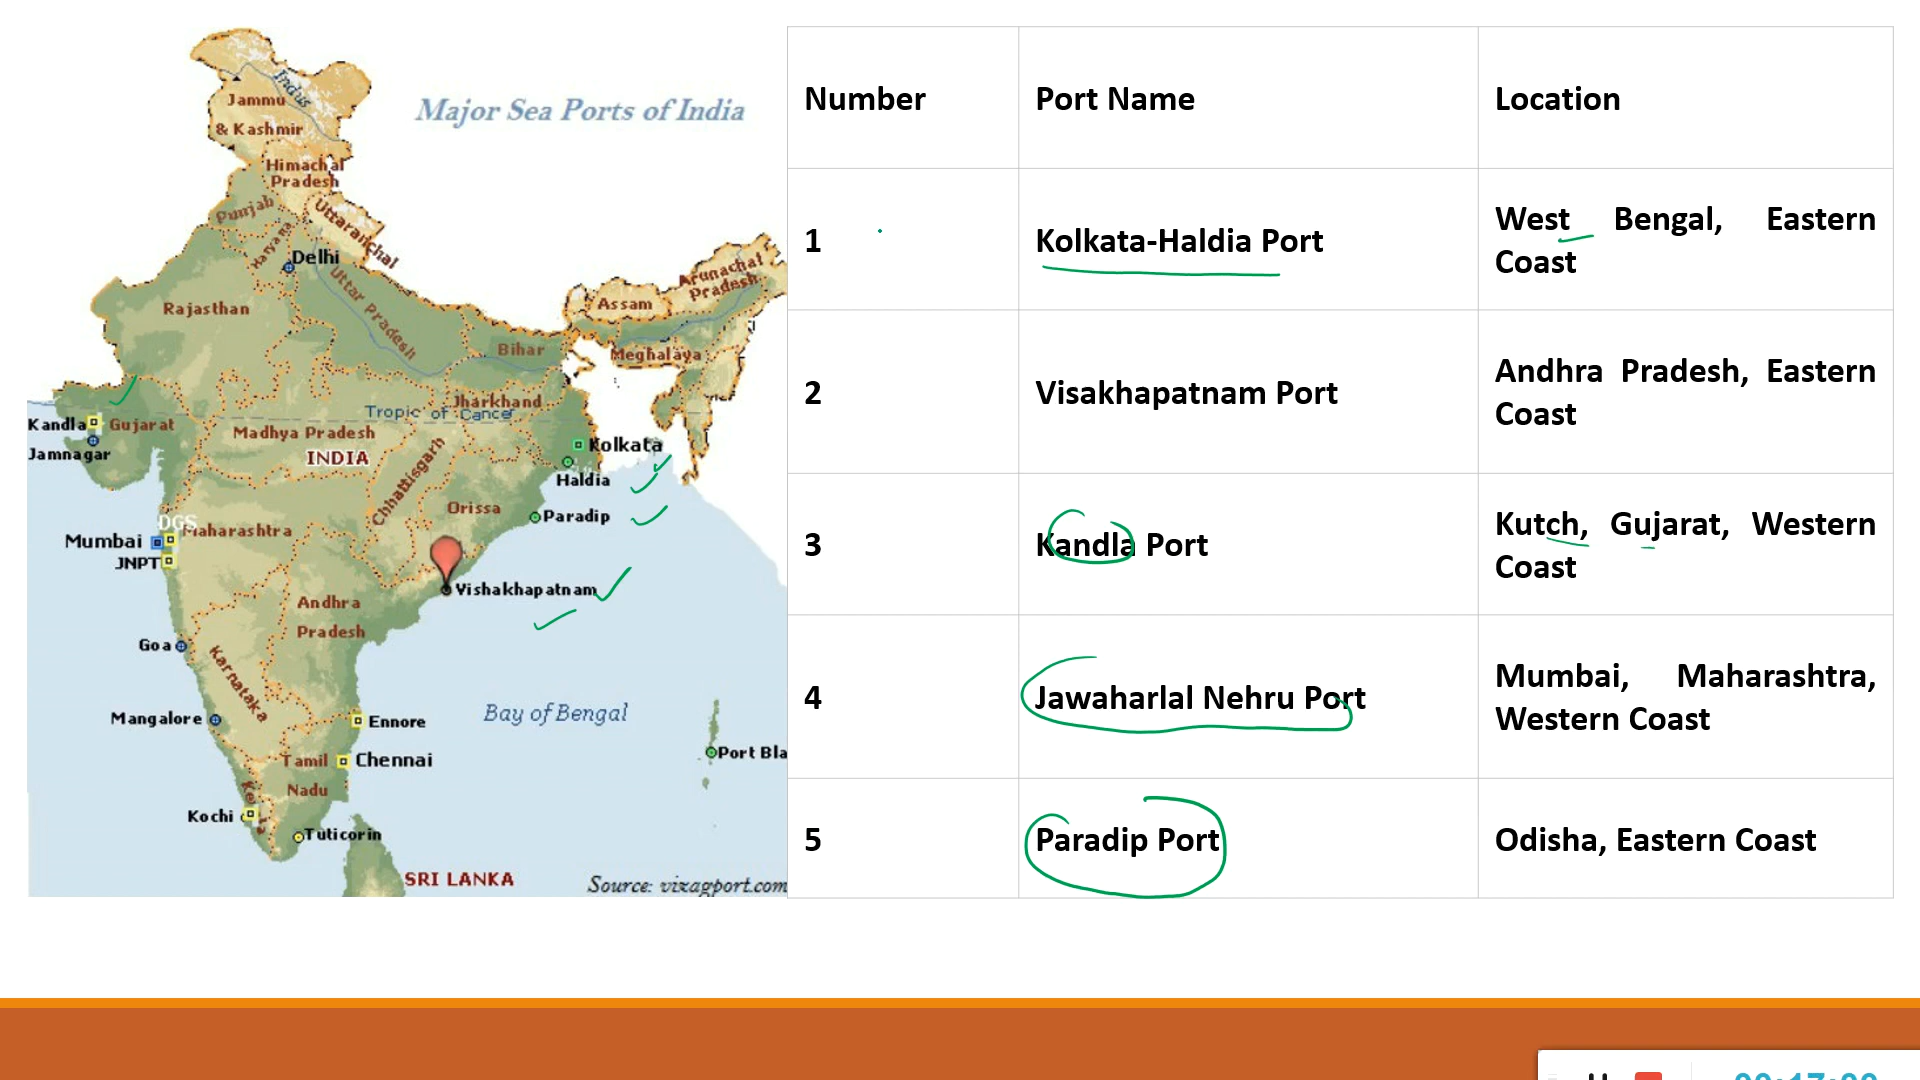 Major Sea Ports of India
Indus
Jammu
& Kashmir
Himachal
Pradesh
Punjab
Uttaranchal
Haryana
Delhi
Uttar Pradesh
Rajasthan
Arunachal
Pradesh
Assam
Bihar
Meghalaya
Jharkhand
Tropic of Cancer
Kandla
Gujarat
Jamnagar
Madhya Pradesh
INDIA
Chhattisgarh
Kolkata
Haldia
Orissa
Paradip
DGS
Maharashtra
Mumbai
JNPT
Vishakhapatnam
Andhra
Pradesh
Goa
Karnataka
Mangalore
Bay of Bengal
Ennore
Port Bla
Tamil
Chennai
Nadu
Kochi
Tuticorin
SRI LANKA
Source: vizagport.com
Number Port Name Location
1 Kolkata-Haldia Port West Bengal, Eastern
Coast
2 Visakhapatnam Port Andhra Pradesh, Eastern
Coast
3 Kandla Port Kutch, Gujarat, Western
Coast
4 Jawaharlal Nehru Port Mumbai, Maharashtra,
Western Coast
5 Paradip Port Odisha, Eastern Coast